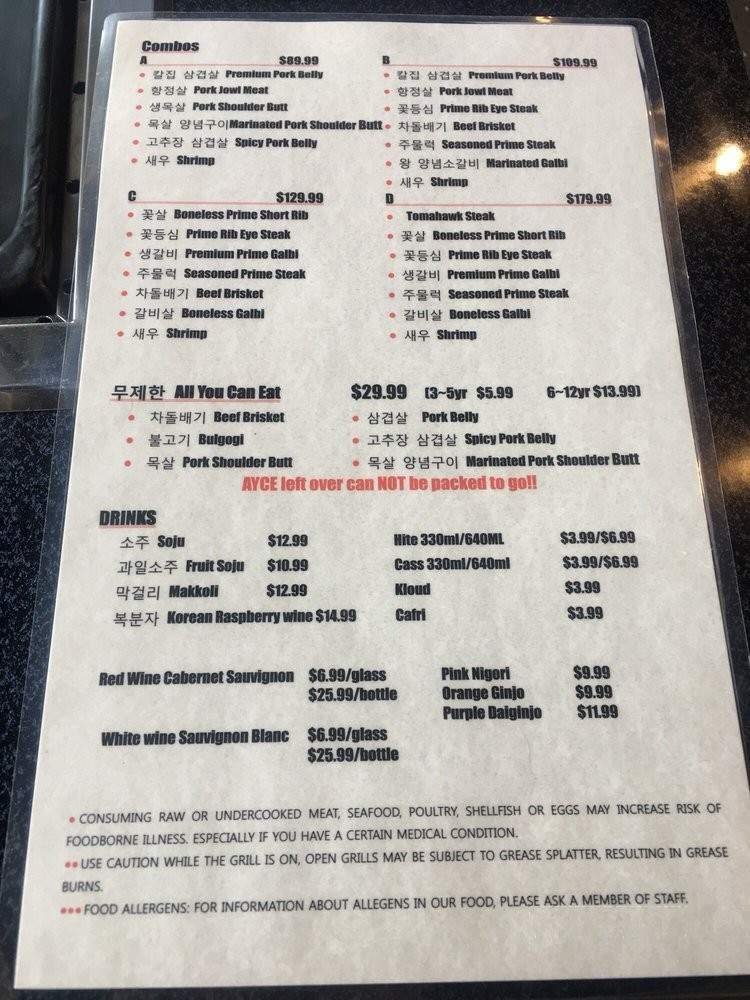 Combos
A $89.99
• 칼집 삼겹살 Premium Pork Belly
• 항정살 Pork Jowl Meat
• 생목살 Pork Shoulder Butt
• 목살 양념구이Marinated Pork Shoulder Butt
• 고추장 삼겹살 Spicy Pork Belly
• 새우 Shrimp
B $109.99
• 칼집 삼겹살 Premium Pork Belly
• 항정살 Pork Jowl Meat
• 꽃등심 Prime Rib Eye Steak
• 차돌배기 Beef Brisket
• 주물럭 Seasoned Prime Steak
• 왕 양념소갈비 Marinated Galbi
• 새우 Shrimp
C $129.99
• 꽃살 Boneless Prime Short Rib
• 꽃등심 Prime Rib Eye Steak
• 생갈비 Premium Prime Galbi
• 주물럭 Seasoned Prime Steak
• 차돌배기 Beef Brisket
• 갈비살 Boneless Galbi
• 새우 Shrimp
D $179.99
• Tomahawk Steak
• 꽃살 Boneless Prime Short Rib
• 꽃등심 Prime Rib Eye Steak
• 생갈비 Premium Prime Galbi
• 주물럭 Seasoned Prime Steak
• 갈비살 Boneless Galbi
• 새우 Shrimp
무제한 All You Can Eat $29.99 (3~5yr $5.99 6~12yr $13.99)
• 차돌배기 Beef Brisket • 삼겹살 Pork Belly
• 불고기 Bulgogi • 고추장 삼겹살 Spicy Pork Belly
• 목살 Pork Shoulder Butt • 목살 양념구이 Marinated Pork Shoulder Butt
AYCE left over can NOT be packed to go!!
DRINKS
소주 Soju $12.99 Hite 330ml/640ML $3.99/$6.99
과일소주 Fruit Soju $10.99 Cass 330ml/640ml $3.99/$6.99
막걸리 Makkoli $12.99 Kloud $3.99
복분자 Korean Raspberry wine $14.99 Cafri $3.99
Red Wine Cabernet Sauvignon $6.99/glass Pink Nigori $9.99
$25.99/bottle Orange Ginjo $9.99
Purple Daiginjo $11.99
White wine Sauvignon Blanc $6.99/glass
$25.99/bottle
• CONSUMING RAW OR UNDERCOOKED MEAT, SEAFOOD, POULTRY, SHELLFISH OR EGGS MAY INCREASE RISK OF
FOODBORNE ILLNESS. ESPECIALLY IF YOU HAVE A CERTAIN MEDICAL CONDITION.
•• USE CAUTION WHILE THE GRILL IS ON, OPEN GRILLS MAY BE SUBJECT TO GREASE SPLATTER, RESULTING IN GREASE
BURNS.
••• FOOD ALLERGENS: FOR INFORMATION ABOUT ALLEGENS IN OUR FOOD, PLEASE ASK A MEMBER OF STAFF.